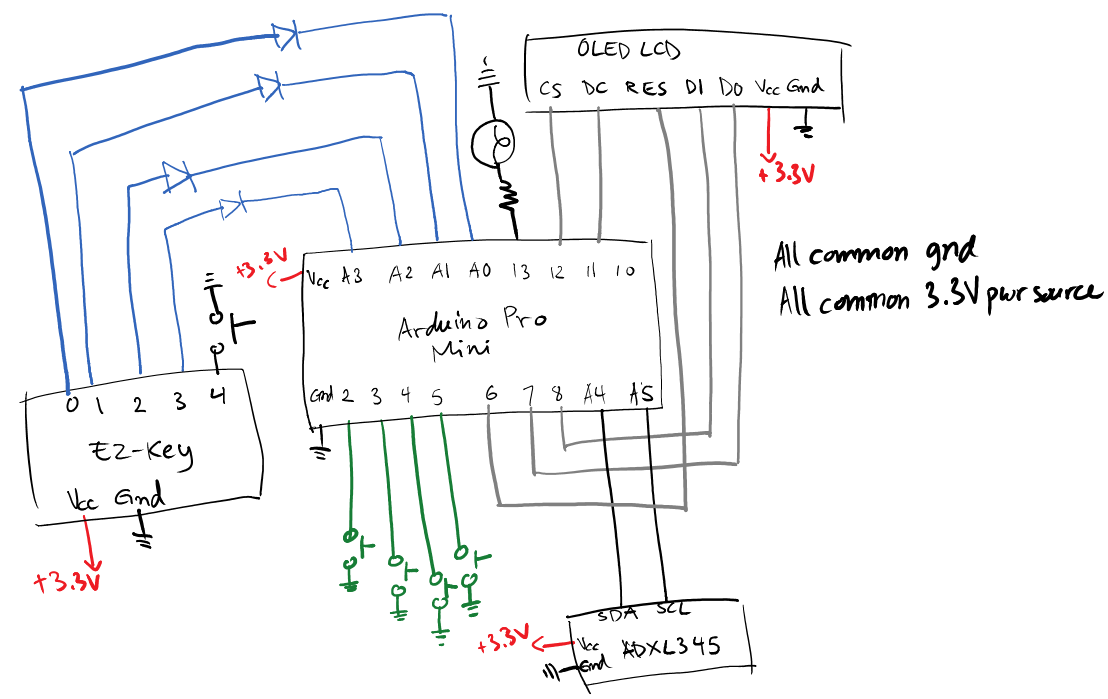 OLED LCD
CS DC RES DI DO Vcc Gnd
+3.3V
All common gnd
All common 3.3V pwr source
+3.3V
Vcc A3 A2 A1 A0 13 12 11 10
Arduino Pro
Mini
Gnd 2 3 4 5 6 7 8 A4 A5
0 1 2 3 4
EZ-Key
Vcc Gnd
+3.3V
SDA SCL
+3.3V
Vcc ADXL345
Gnd